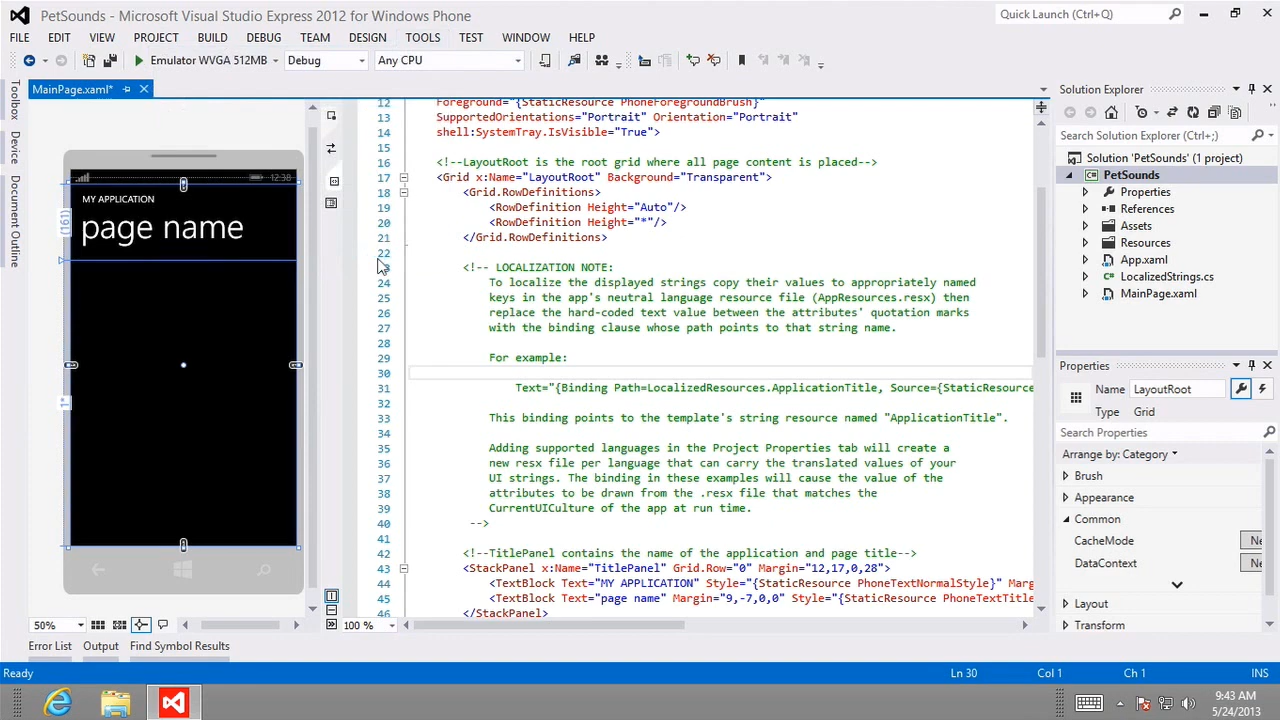 PetSounds - Microsoft Visual Studio Express 2012 for Windows Phone
Quick Launch (Ctrl+Q)
FILE EDIT VIEW PROJECT BUILD DEBUG TEAM DESIGN TOOLS TEST WINDOW HELP
Emulator WVGA 512MB Debug Any CPU
Toolbox
Device
Document Outline
MainPage.xaml*
12:38
MY APPLICATION
page name
(161)
1*
50%
12 Foreground="{StaticResource PhoneForegroundBrush}"
13 SupportedOrientations="Portrait" Orientation="Portrait"
14 shell:SystemTray.IsVisible="True">
15
16 <!--LayoutRoot is the root grid where all page content is placed-->
17 <Grid x:Name="LayoutRoot" Background="Transparent">
18 <Grid.RowDefinitions>
19 <RowDefinition Height="Auto"/>
20 <RowDefinition Height="*"/>
21 </Grid.RowDefinitions>
22
23 <!-- LOCALIZATION NOTE:
24 To localize the displayed strings copy their values to appropriately named
25 keys in the app's neutral language resource file (AppResources.resx) then
26 replace the hard-coded text value between the attributes' quotation marks
27 with the binding clause whose path points to that string name.
28
29 For example:
30
31 Text="{Binding Path=LocalizedResources.ApplicationTitle, Source={StaticResource
32
33 This binding points to the template's string resource named "ApplicationTitle".
34
35 Adding supported languages in the Project Properties tab will create a
36 new resx file per language that can carry the translated values of your
37 UI strings. The binding in these examples will cause the value of the
38 attributes to be drawn from the .resx file that matches the
39 CurrentUICulture of the app at run time.
40 -->
41
42 <!--TitlePanel contains the name of the application and page title-->
43 <StackPanel x:Name="TitlePanel" Grid.Row="0" Margin="12,17,0,28">
44 <TextBlock Text="MY APPLICATION" Style="{StaticResource PhoneTextNormalStyle}" Marg
45 <TextBlock Text="page name" Margin="9,-7,0,0" Style="{StaticResource PhoneTextTitle
46 </StackPanel>
100 %
Solution Explorer
Search Solution Explorer (Ctrl+;)
Solution 'PetSounds' (1 project)
PetSounds
Properties
References
Assets
Resources
App.xaml
LocalizedStrings.cs
MainPage.xaml
Properties
Name LayoutRoot
Type Grid
Search Properties
Arrange by: Category
Brush
Appearance
Common
CacheMode Ne
DataContext Ne
Layout
Transform
Error List Output Find Symbol Results
Ready Ln 30 Col 1 Ch 1 INS
9:43 AM
5/24/2013